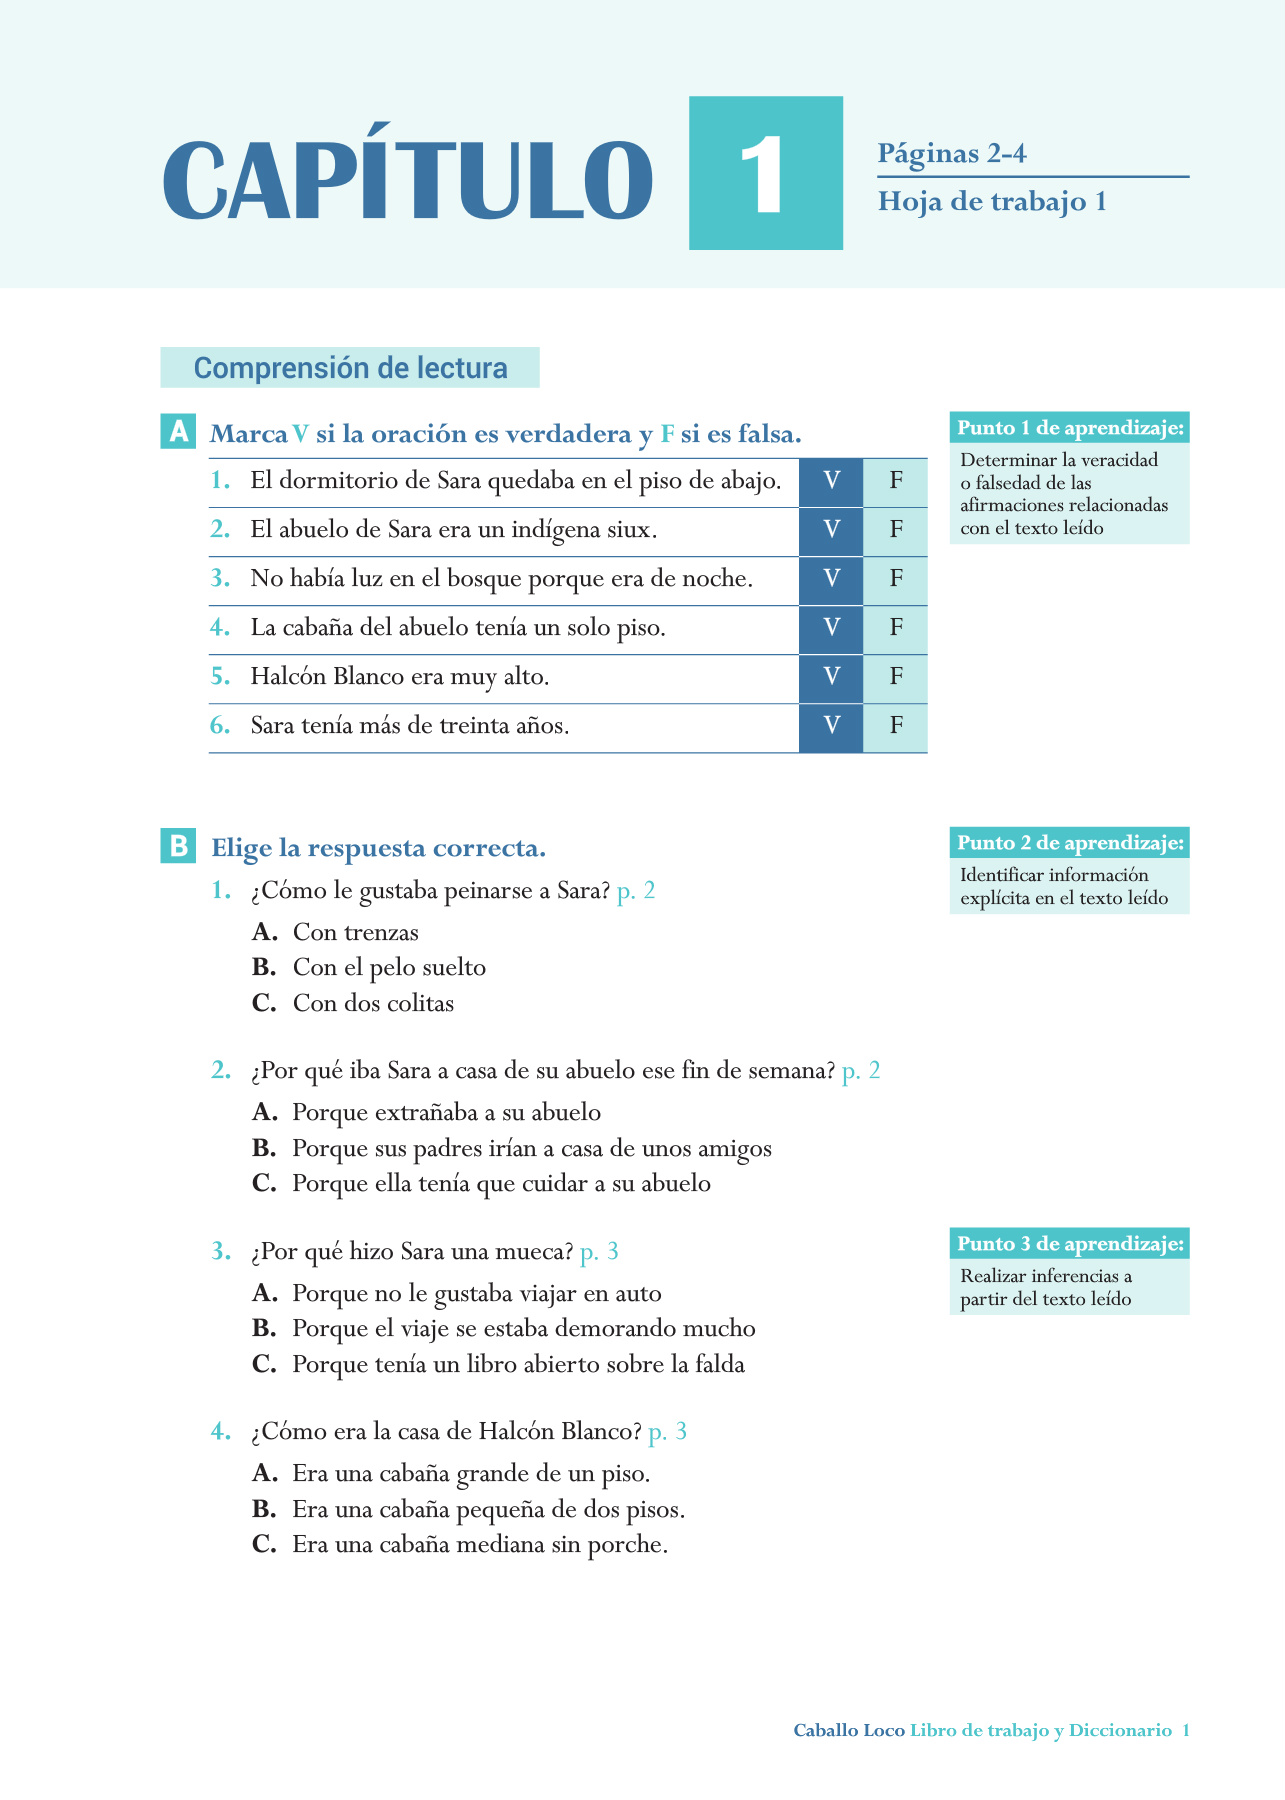 CAPÍTULO 1
Páginas 2-4
Hoja de trabajo 1
Comprensión de lectura
A Marca V si la oración es verdadera y F si es falsa.
1. El dormitorio de Sara quedaba en el piso de abajo. V F
2. El abuelo de Sara era un indígena siux. V F
3. No había luz en el bosque porque era de noche. V F
4. La cabaña del abuelo tenía un solo piso. V F
5. Halcón Blanco era muy alto. V F
6. Sara tenía más de treinta años. V F
Punto 1 de aprendizaje:
Determinar la veracidad
o falsedad de las
afirmaciones relacionadas
con el texto leído
B Elige la respuesta correcta.
1. ¿Cómo le gustaba peinarse a Sara? p. 2
A. Con trenzas
B. Con el pelo suelto
C. Con dos colitas
Punto 2 de aprendizaje:
Identificar información
explícita en el texto leído
2. ¿Por qué iba Sara a casa de su abuelo ese fin de semana? p. 2
A. Porque extrañaba a su abuelo
B. Porque sus padres irían a casa de unos amigos
C. Porque ella tenía que cuidar a su abuelo
3. ¿Por qué hizo Sara una mueca? p. 3
A. Porque no le gustaba viajar en auto
B. Porque el viaje se estaba demorando mucho
C. Porque tenía un libro abierto sobre la falda
Punto 3 de aprendizaje:
Realizar inferencias a
partir del texto leído
4. ¿Cómo era la casa de Halcón Blanco? p. 3
A. Era una cabaña grande de un piso.
B. Era una cabaña pequeña de dos pisos.
C. Era una cabaña mediana sin porche.
Caballo Loco Libro de trabajo y Diccionario 1